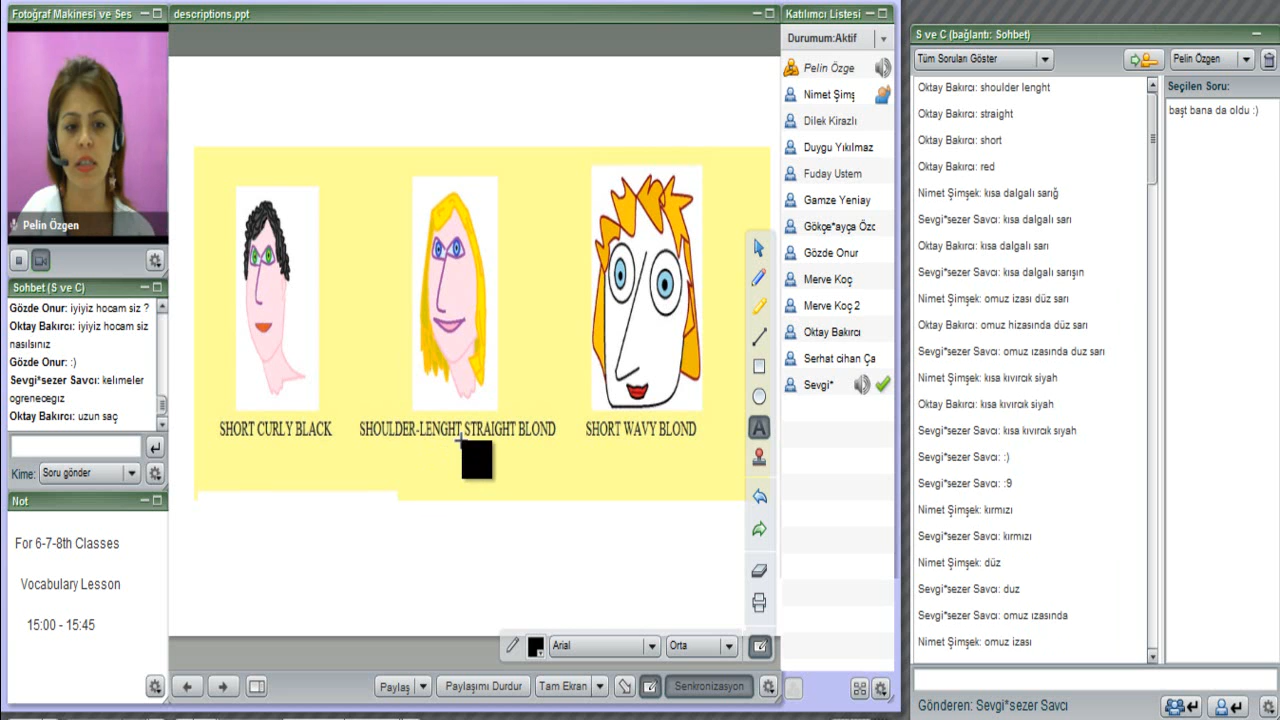 Fotoğraf Makinesi ve Ses
Pelin Özgen
Sohbet (S ve C)
Gözde Onur: iyiyiz hocam siz ?
Oktay Bakırcı: iyiyiz hocam siz
nasılsınız
Gözde Onur: :)
Sevgi*sezer Savcı: kelımeler
ogrenecegız
Oktay Bakırcı: uzun saç
Kime: Soru gönder
Not
For 6-7-8th Classes
Vocabulary Lesson
15:00 - 15:45
descriptions.ppt
SHORT CURLY BLACK
SHOULDER-LENGHT STRAIGHT BLOND
SHORT WAVY BLOND
A
Arial
Orta
Paylaş
Paylaşımı Durdur
Tam Ekran
Senkronizasyon
Katılımcı Listesi
Durumum:Aktif
Pelin Özge
Nimet Şimş
Dilek Kirazlı
Duygu Yıkılmaz
Fuday Ustem
Gamze Yeniay
Gökçe*ayça Özc
Gözde Onur
Merve Koç
Merve Koç 2
Oktay Bakırcı
Serhat cihan Ça
Sevgi*
S ve C (bağlantı: Sohbet)
Tüm Soruları Göster
Pelin Özgen
Oktay Bakırcı: shoulder lenght
Oktay Bakırcı: straight
Oktay Bakırcı: short
Oktay Bakırcı: red
Nimet Şimşek: kısa dalgalı sarığ
Sevgi*sezer Savcı: kısa dalgalı sarı
Oktay Bakırcı: kısa dalgalı sarı
Sevgi*sezer Savcı: kısa dalgalı sarışın
Nimet Şimşek: omuz izası düz sarı
Oktay Bakırcı: omuz hizasında düz sarı
Sevgi*sezer Savcı: omuz ızasında duz sarı
Nimet Şimşek: kısa kıvırcık siyah
Oktay Bakırcı: kısa kıvırcık siyah
Sevgi*sezer Savcı: kısa kıvırcık sıyah
Sevgi*sezer Savcı: :)
Sevgi*sezer Savcı: :9
Nimet Şimşek: kırmızı
Sevgi*sezer Savcı: kırmızı
Nimet Şimşek: düz
Sevgi*sezer Savcı: duz
Sevgi*sezer Savcı: omuz ızasında
Nimet Şimşek: omuz izası
Gönderen: Sevgi*sezer Savcı
Seçilen Soru:
başt bana da oldu :)